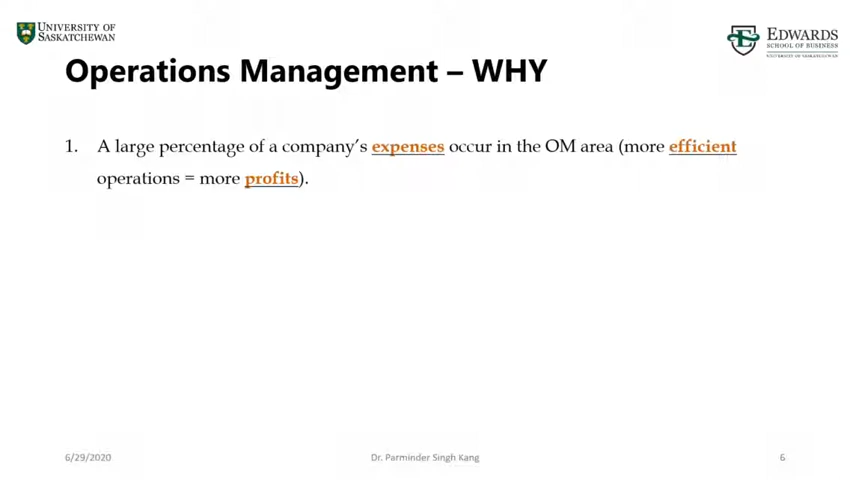 UNIVERSITY OF
SASKATCHEWAN
EDWARDS
SCHOOL OF BUSINESS
UNIVERSITY OF SASKATCHEWAN
Operations Management – WHY
1. A large percentage of a company's expenses occur in the OM area (more efficient
operations = more profits).
6/29/2020
Dr. Parminder Singh Kang
6